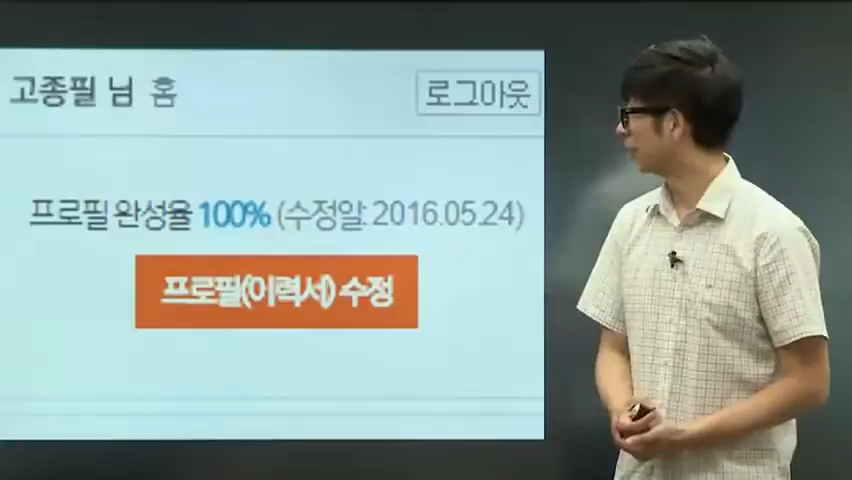 고종필 님 홈
로그아웃
프로필 완성율 100% (수정일: 2016.05.24)
프로필(이력서) 수정